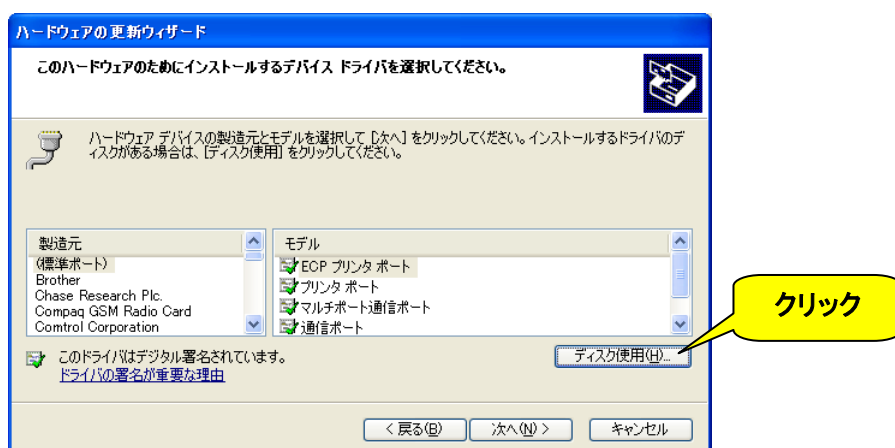 ハードウェアの更新ウィザード
このハードウェアのためにインストールするデバイス ドライバを選択してください。
ハードウェア デバイスの製造元とモデルを選択して [次へ] をクリックしてください。インストールするドライバのデ
ィスクがある場合は、[ディスク使用] をクリックしてください。
製造元
(標準ポート)
Brother
Chase Research Plc.
Compaq GSM Radio Card
Comtrol Corporation
モデル
ECP プリンタ ポート
プリンタ ポート
マルチポート通信ポート
通信ポート
クリック
このドライバはデジタル署名されています。
ドライバの署名が重要な理由
ディスク使用(H)...
< 戻る(B)
次へ(N) >
キャンセル